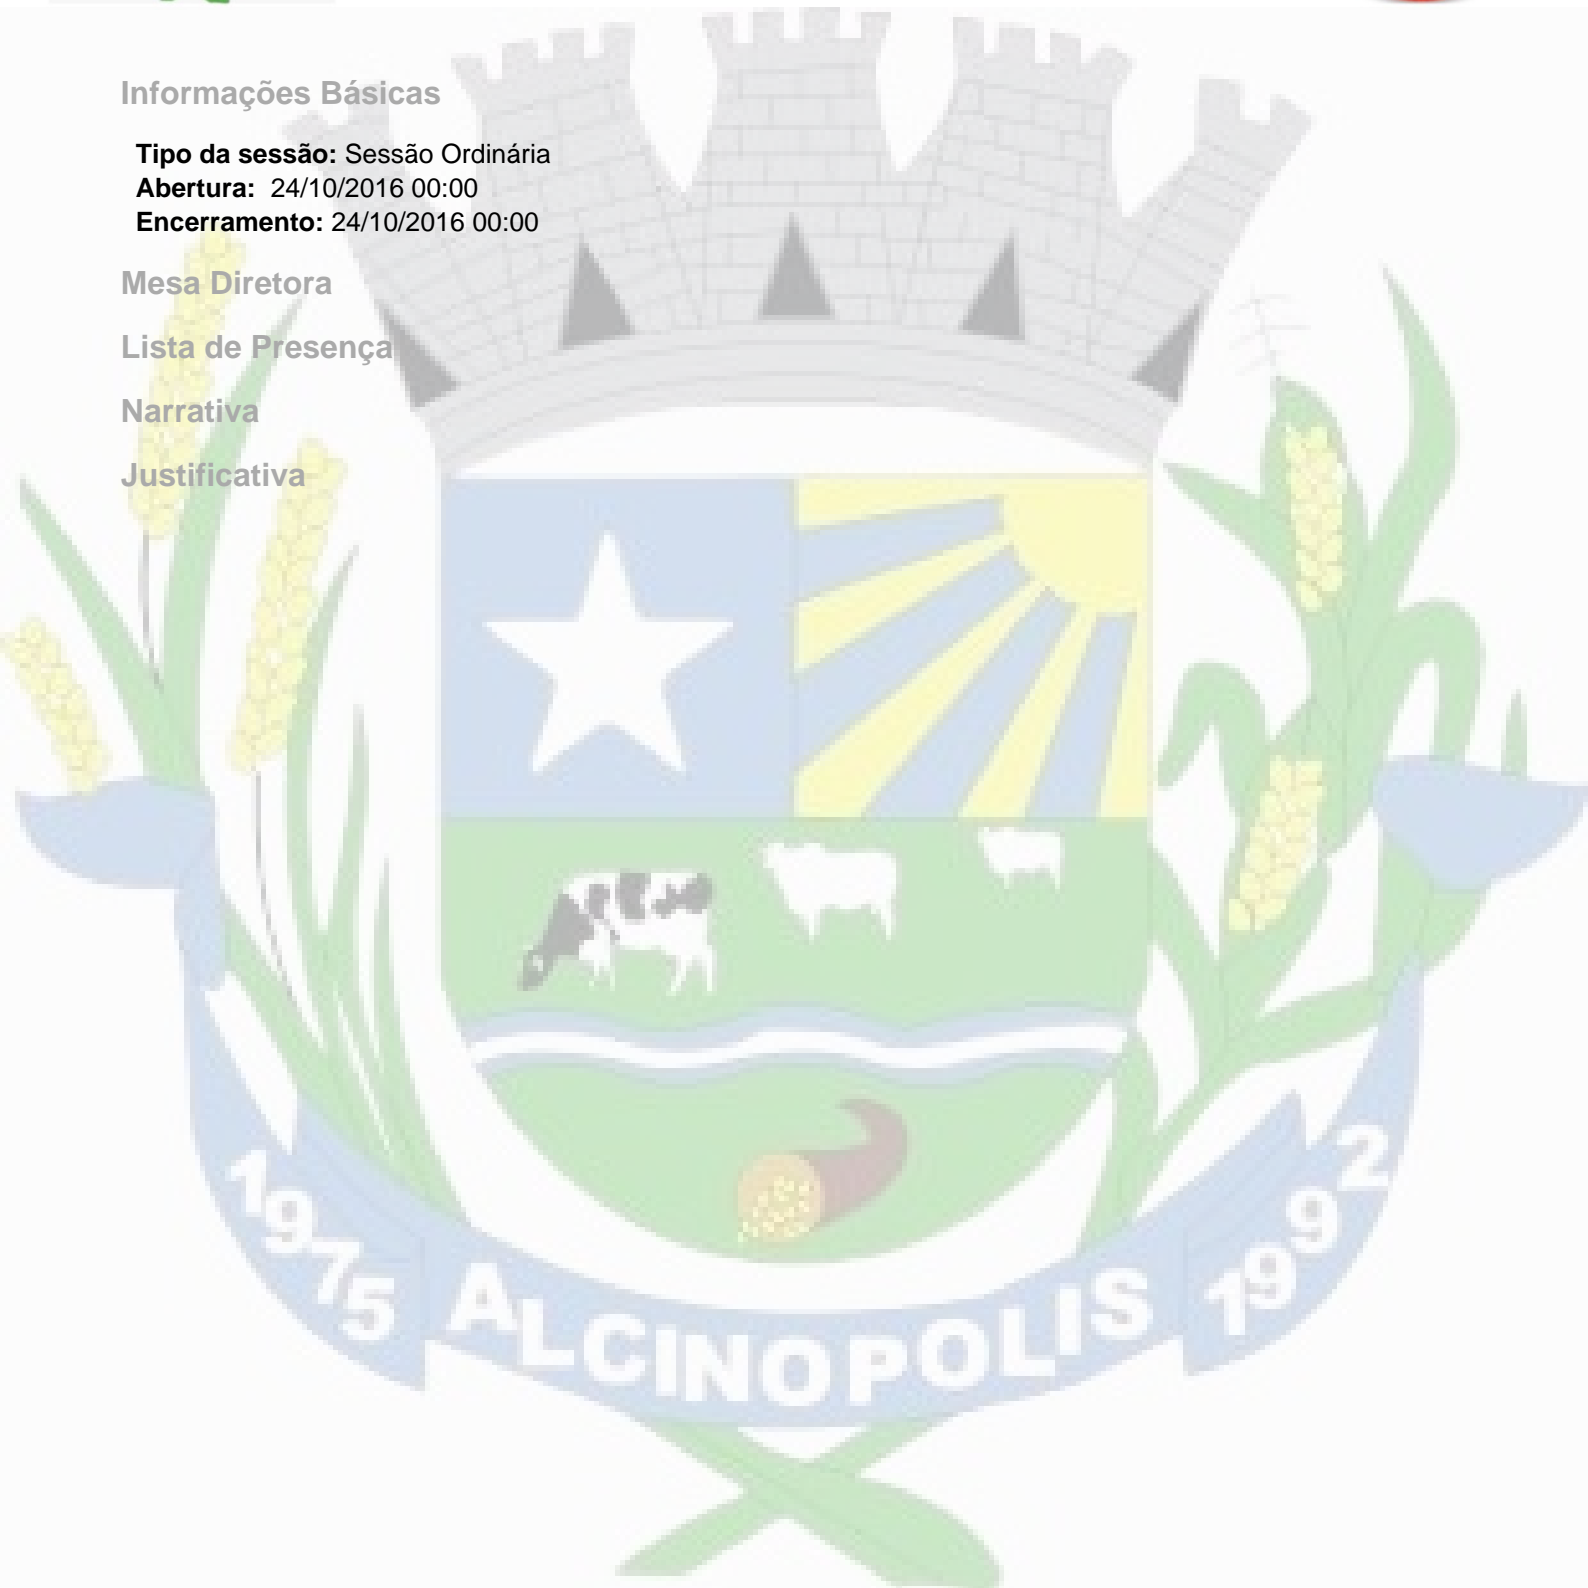 Informações Básicas
Tipo da sessão: Sessão Ordinária
Abertura: 24/10/2016 00:00
Encerramento: 24/10/2016 00:00
Mesa Diretora
Lista de Presença
Narrativa
Justificativa
1975 ALCINOPOLIS 1992